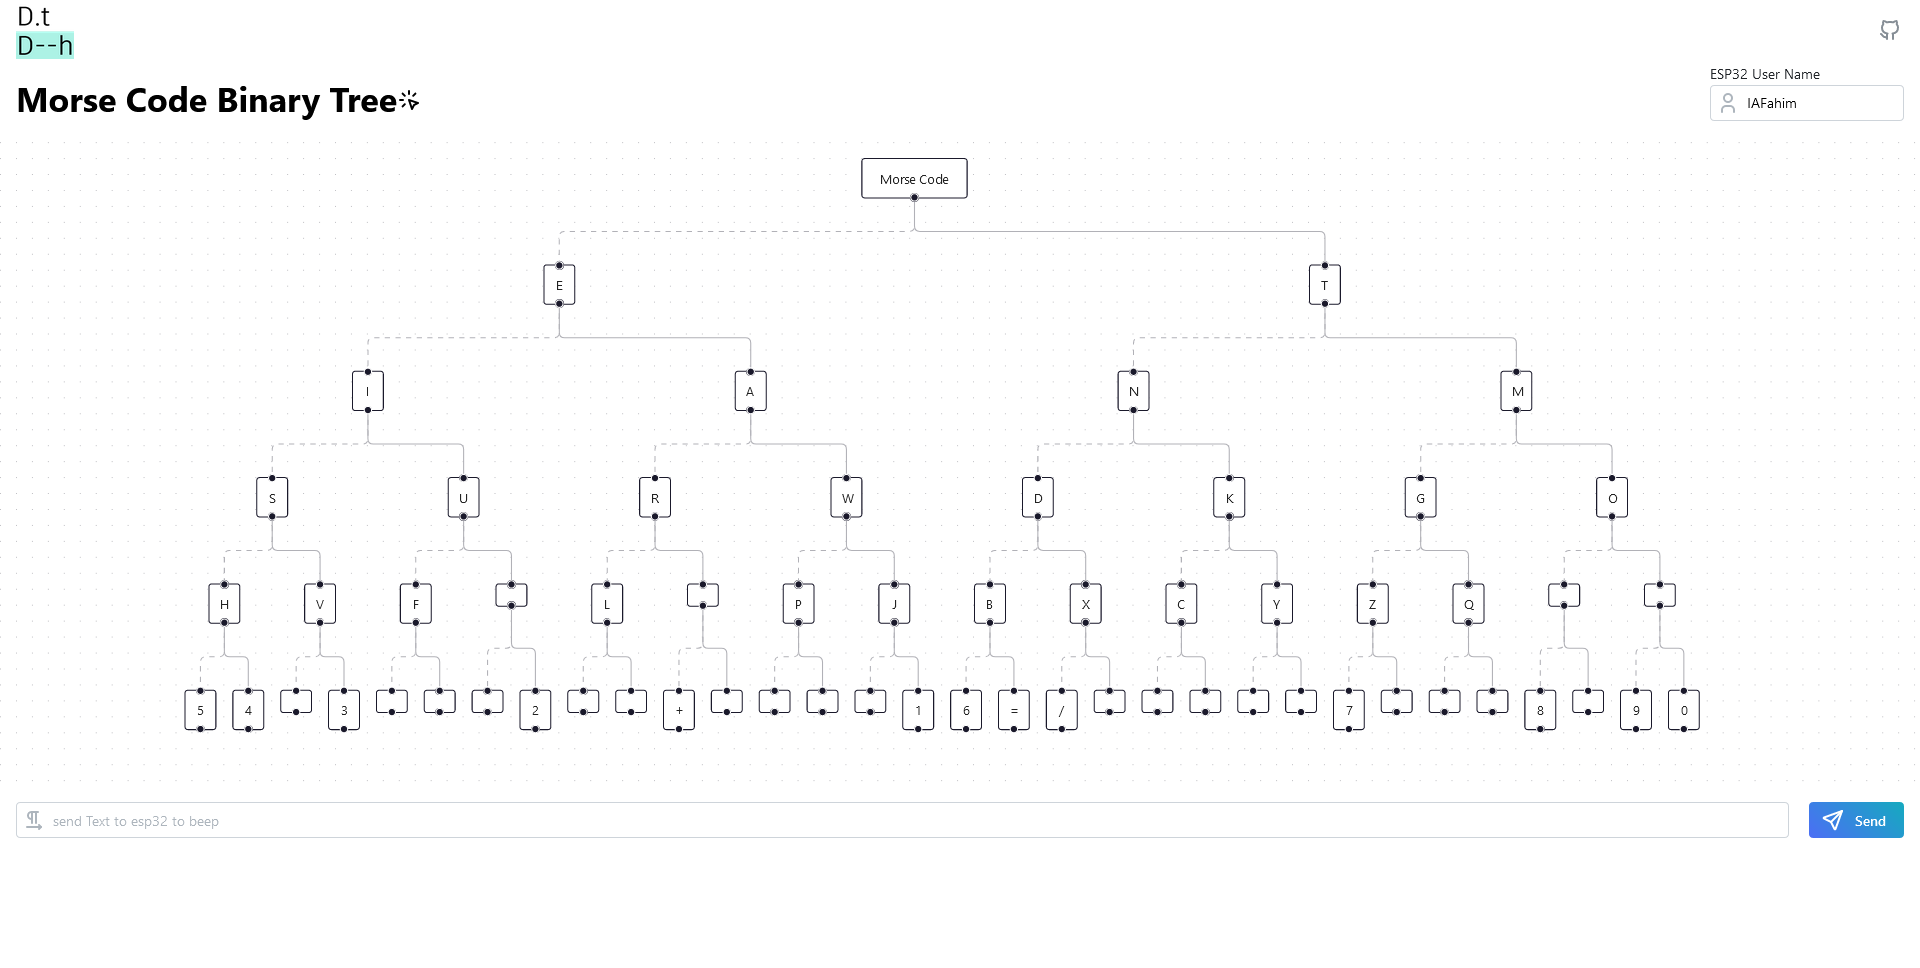 D.t
D--h
ESP32 User Name
Morse Code Binary Tree
IAFahim
Morse Code
E T
I A N M
S U R W D K G O
H V F L P J B X C Y Z Q
5 4 3 2 + 1 6 = / 7 8 9 0
send Text to esp32 to beep
Send